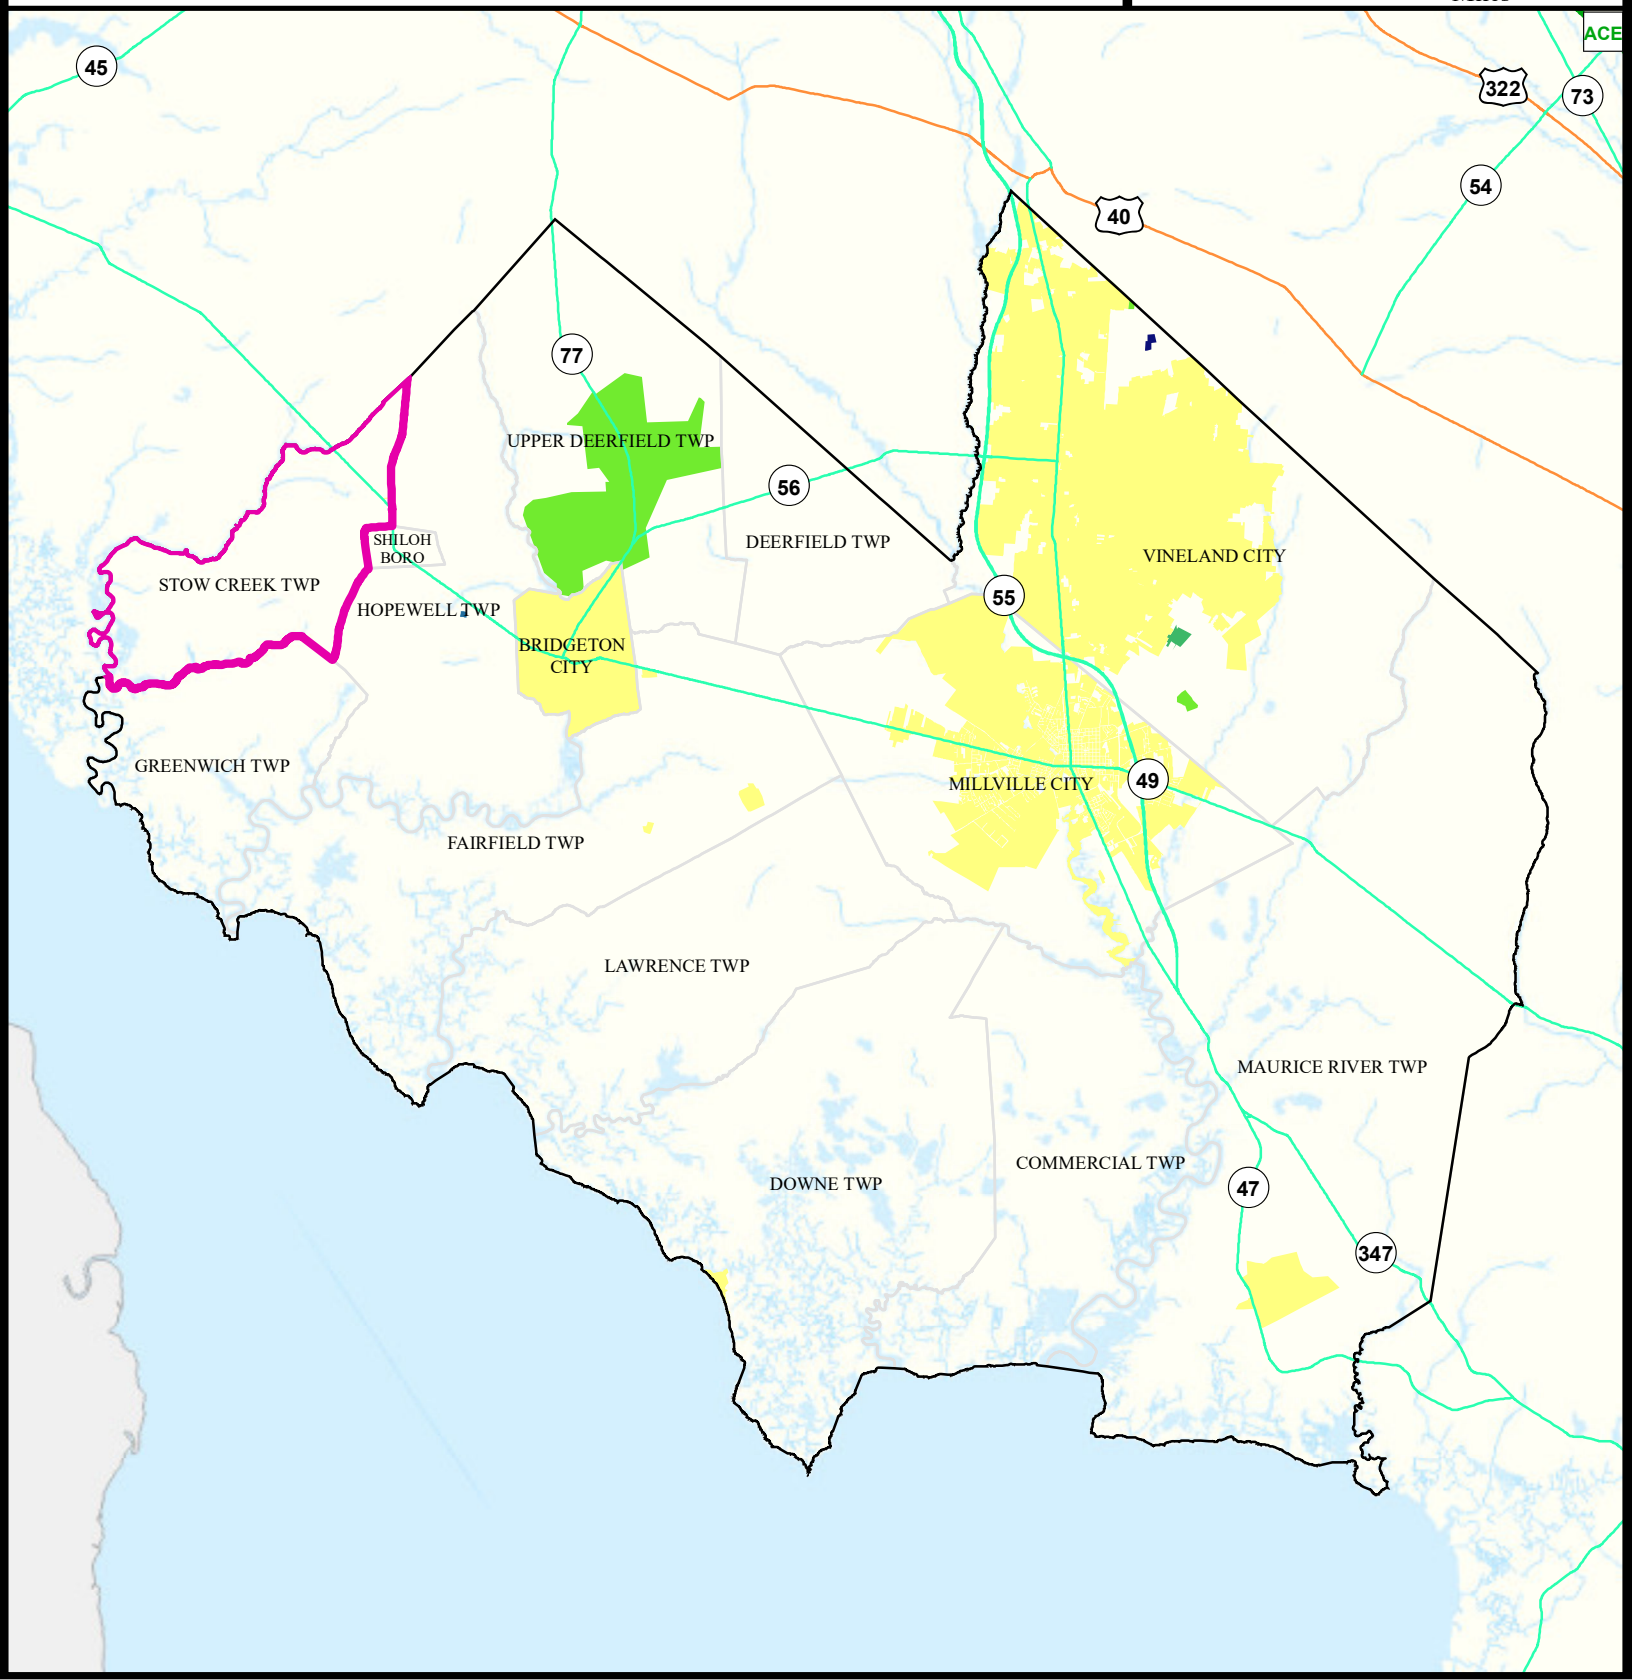 ACE
45
322
73
54
40
77
UPPER DEERFIELD TWP
56
SHILOH
BORO
DEERFIELD TWP
VINELAND CITY
STOW CREEK TWP
55
HOPEWELL TWP
BRIDGETON
CITY
GREENWICH TWP
MILLVILLE CITY
49
FAIRFIELD TWP
LAWRENCE TWP
MAURICE RIVER TWP
COMMERCIAL TWP
DOWNE TWP
47
347